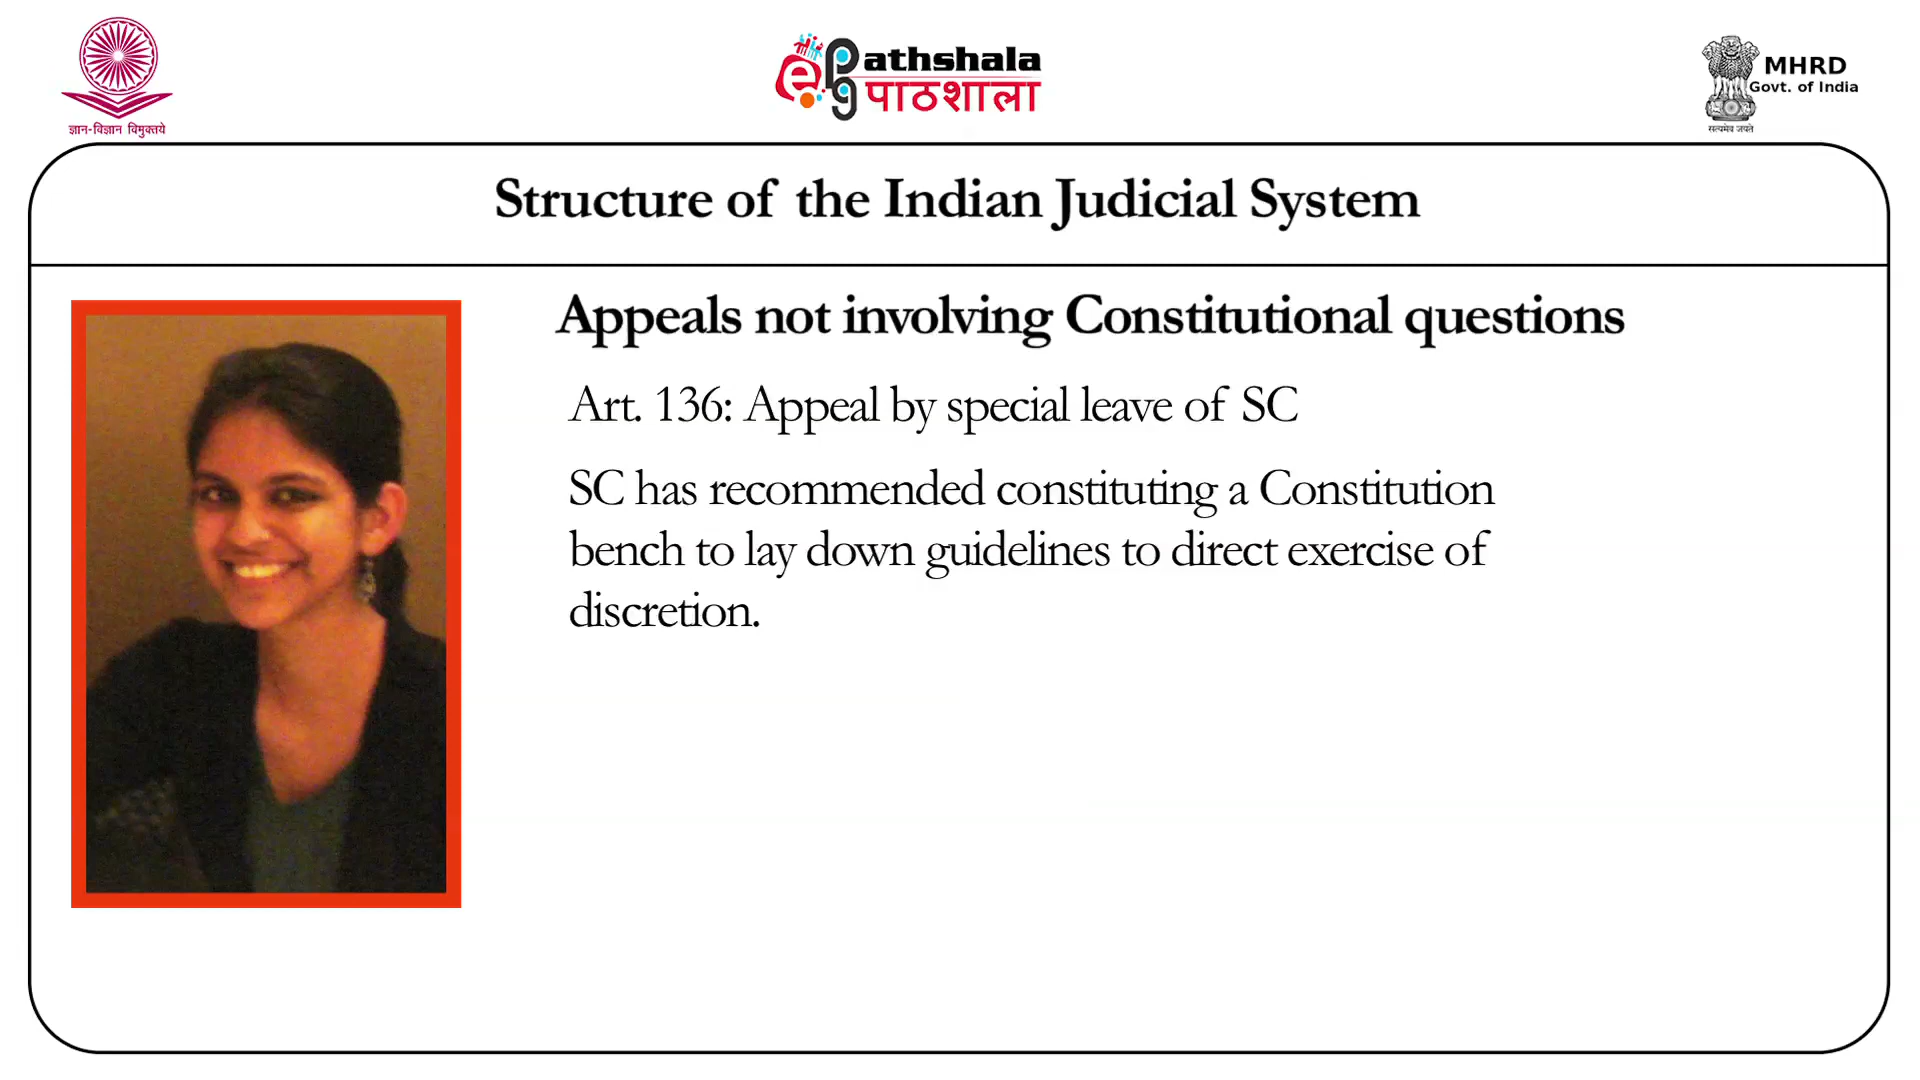 ज्ञान-विज्ञान विमुक्तये
ePg Pathshala
पाठशाला
MHRD
Govt. of India
सत्यमेव जयते
Structure of the Indian Judicial System
Appeals not involving Constitutional questions
Art. 136: Appeal by special leave of SC
SC has recommended constituting a Constitution
bench to lay down guidelines to direct exercise of
discretion.